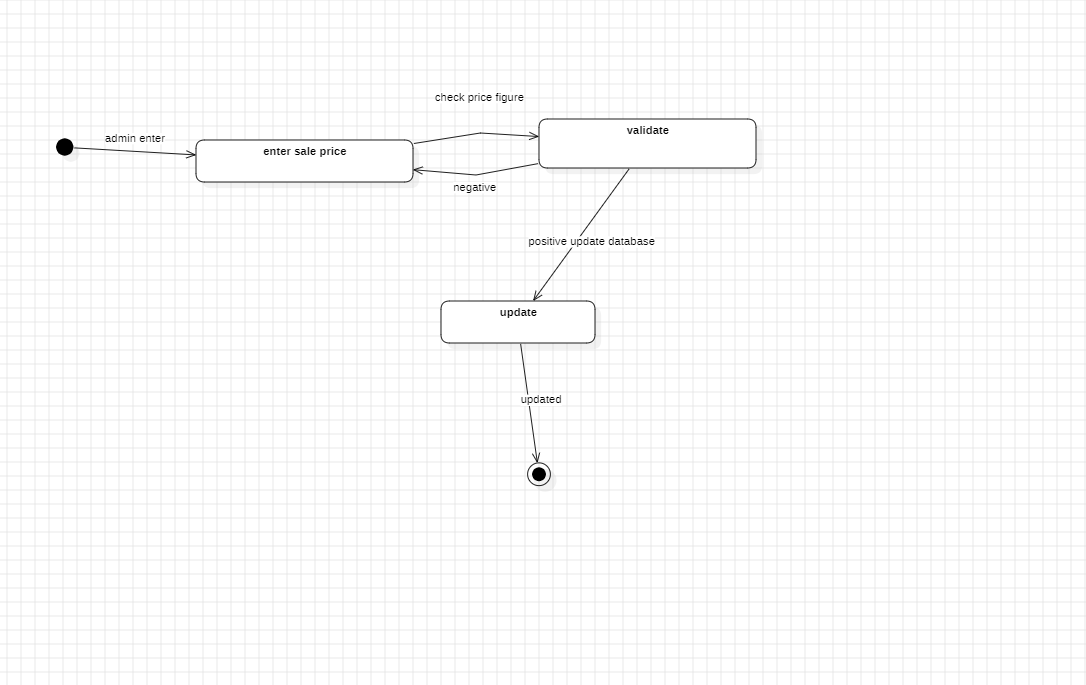 check price figure
admin enter
enter sale price
validate
negative
positive update database
update
updated